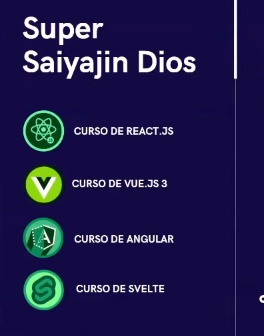 Super
Saiyajin Dios
CURSO DE REACT.JS
CURSO DE VUE.JS 3
CURSO DE ANGULAR
CURSO DE SVELTE